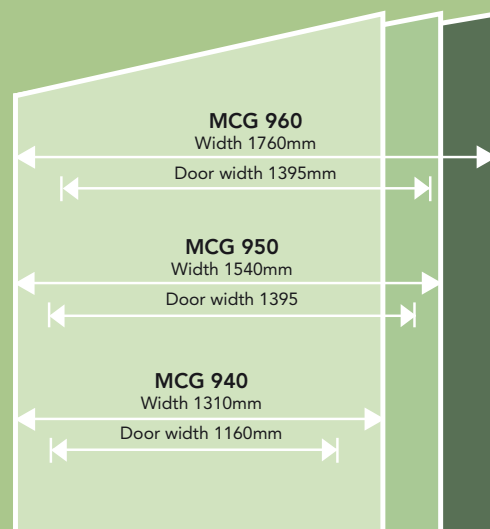 MCG 960
Width 1760mm
Door width 1395mm
MCG 950
Width 1540mm
Door width 1395
MCG 940
Width 1310mm
Door width 1160mm